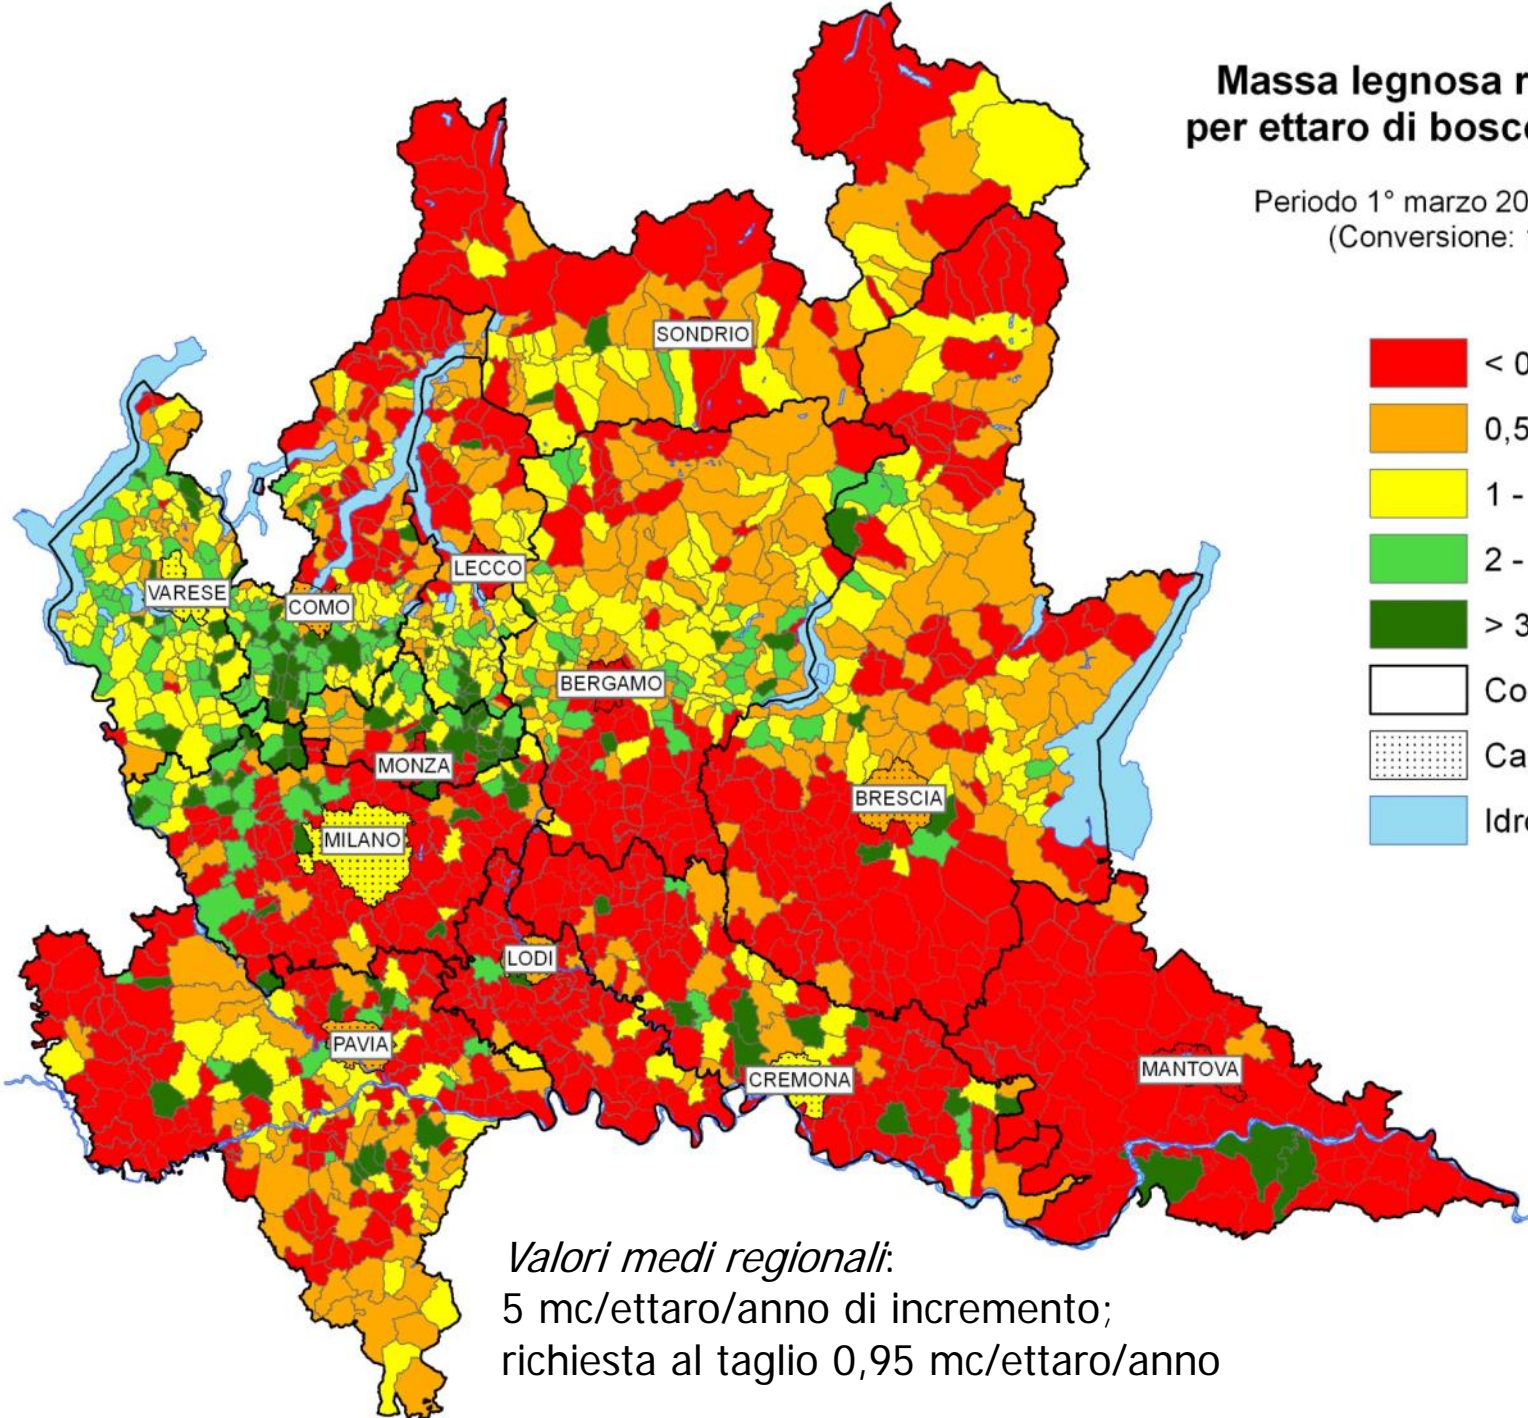 Massa legnosa r
per ettaro di bosco
Periodo 1° marzo 20
(Conversione:
SONDRIO
< 0
0,5
1 -
LECCO
2 -
VARESE
COMO
> 3
BERGAMO
Co
MONZA
Ca
BRESCIA
MILANO
Idro
LODI
PAVIA
CREMONA
MANTOVA
Valori medi regionali:
5 mc/ettaro/anno di incremento;
richiesta al taglio 0,95 mc/ettaro/anno